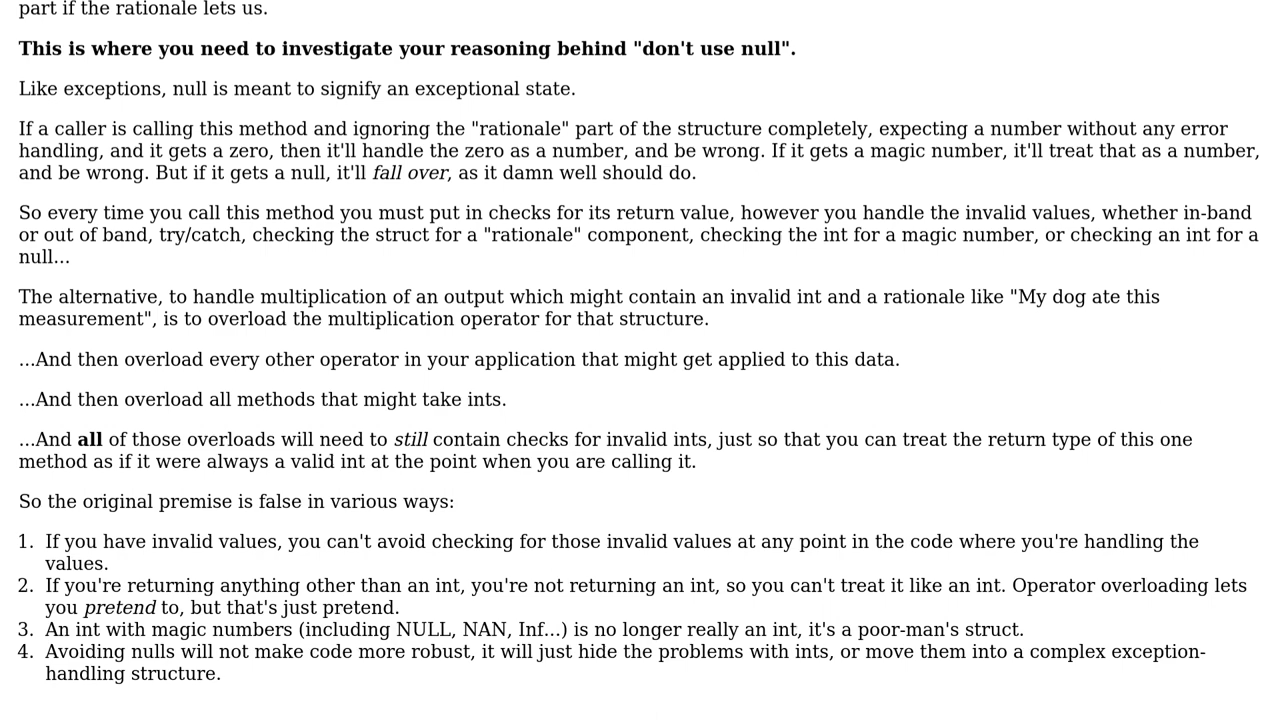 part if the rationale lets us.
This is where you need to investigate your reasoning behind "don't use null".
Like exceptions, null is meant to signify an exceptional state.
If a caller is calling this method and ignoring the "rationale" part of the structure completely, expecting a number without any error
handling, and it gets a zero, then it'll handle the zero as a number, and be wrong. If it gets a magic number, it'll treat that as a number,
and be wrong. But if it gets a null, it'll fall over, as it damn well should do.
So every time you call this method you must put in checks for its return value, however you handle the invalid values, whether in-band
or out of band, try/catch, checking the struct for a "rationale" component, checking the int for a magic number, or checking an int for a
null...
The alternative, to handle multiplication of an output which might contain an invalid int and a rationale like "My dog ate this
measurement", is to overload the multiplication operator for that structure.
...And then overload every other operator in your application that might get applied to this data.
...And then overload all methods that might take ints.
...And all of those overloads will need to still contain checks for invalid ints, just so that you can treat the return type of this one
method as if it were always a valid int at the point when you are calling it.
So the original premise is false in various ways:
1. If you have invalid values, you can't avoid checking for those invalid values at any point in the code where you're handling the
values.
2. If you're returning anything other than an int, you're not returning an int, so you can't treat it like an int. Operator overloading lets
you pretend to, but that's just pretend.
3. An int with magic numbers (including NULL, NAN, Inf...) is no longer really an int, it's a poor-man's struct.
4. Avoiding nulls will not make code more robust, it will just hide the problems with ints, or move them into a complex exception-
handling structure.